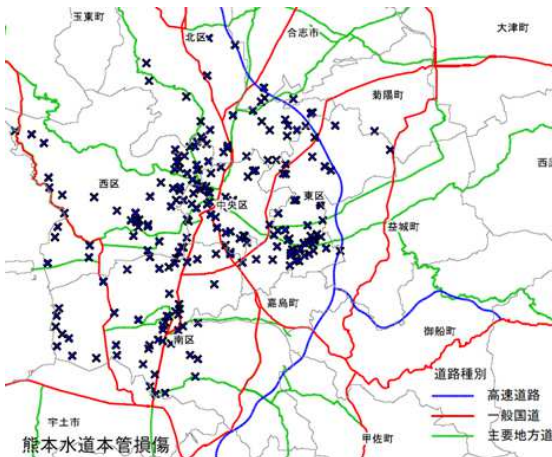 玉東町
北区
合志市
大津町
菊陽町
西区
東区
中央区
益城町
嘉島町
御船町
南区
宇土市
甲佐町
道路種別
高速道路
一般国道
主要地方道
熊本水道本管損傷